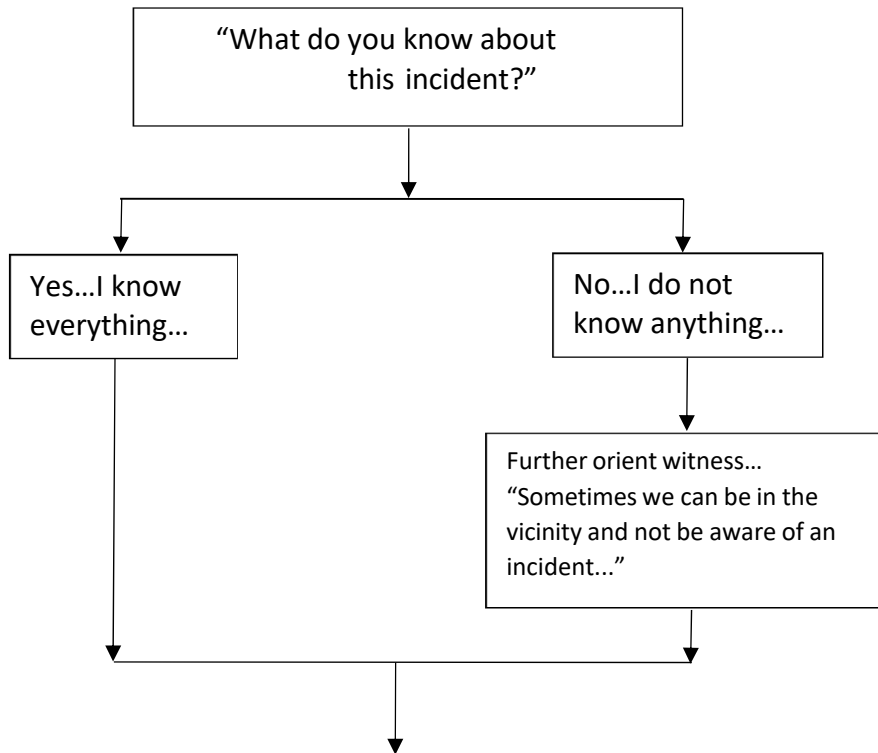 “What do you know about
this incident?”
Yes...I know
everything...
No...I do not
know anything...
Further orient witness...
“Sometimes we can be in the
vicinity and not be aware of an
incident...”